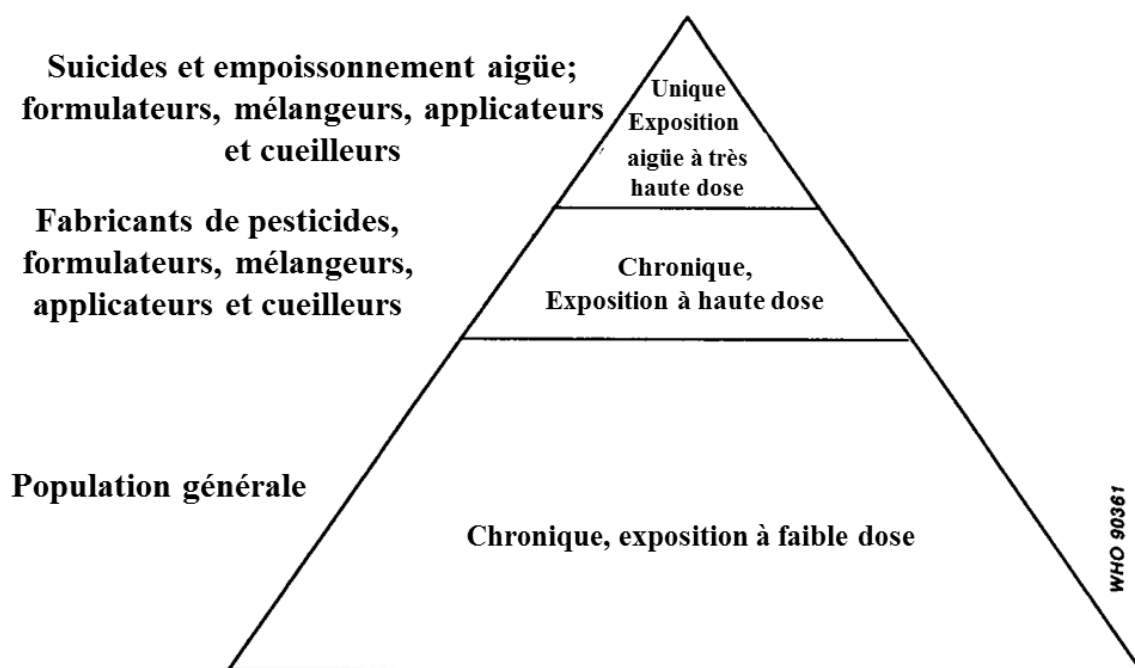 Suicides et empoissonnement aigüe;
formulateurs, mélangeurs, applicateurs
et cueilleurs
Unique
Exposition
aigüe à très
haute dose
Fabricants de pesticides,
formulateurs, mélangeurs,
applicateurs et cueilleurs
Chronique,
Exposition à haute dose
Population générale
Chronique, exposition à faible dose
WHO 90361